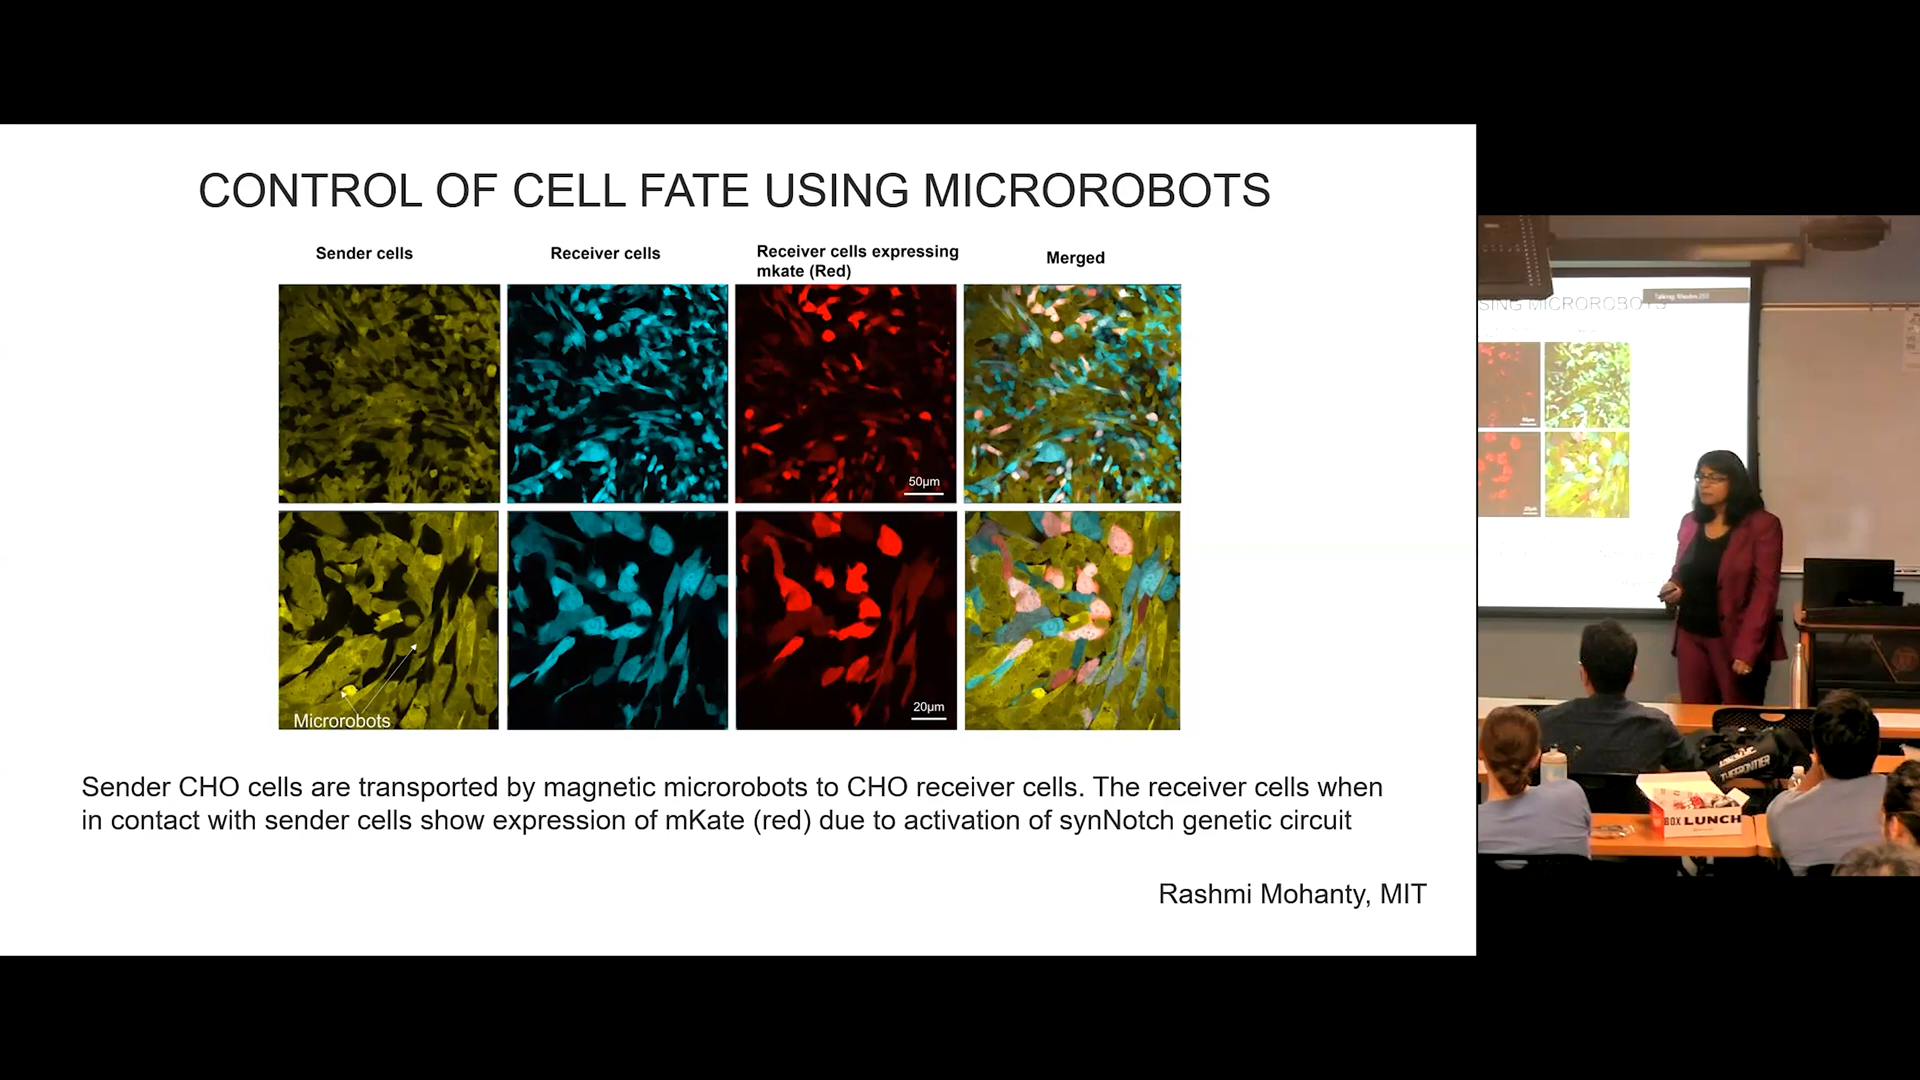 CONTROL OF CELL FATE USING MICROROBOTS
Sender cells
Receiver cells
Receiver cells expressing
mkate (Red)
Merged
50μm
Microrobots
20μm
Sender CHO cells are transported by magnetic microrobots to CHO receiver cells. The receiver cells when
in contact with sender cells show expression of mKate (red) due to activation of synNotch genetic circuit
Rashmi Mohanty, MIT
SING MICROROBOTS
BOX LUNCH